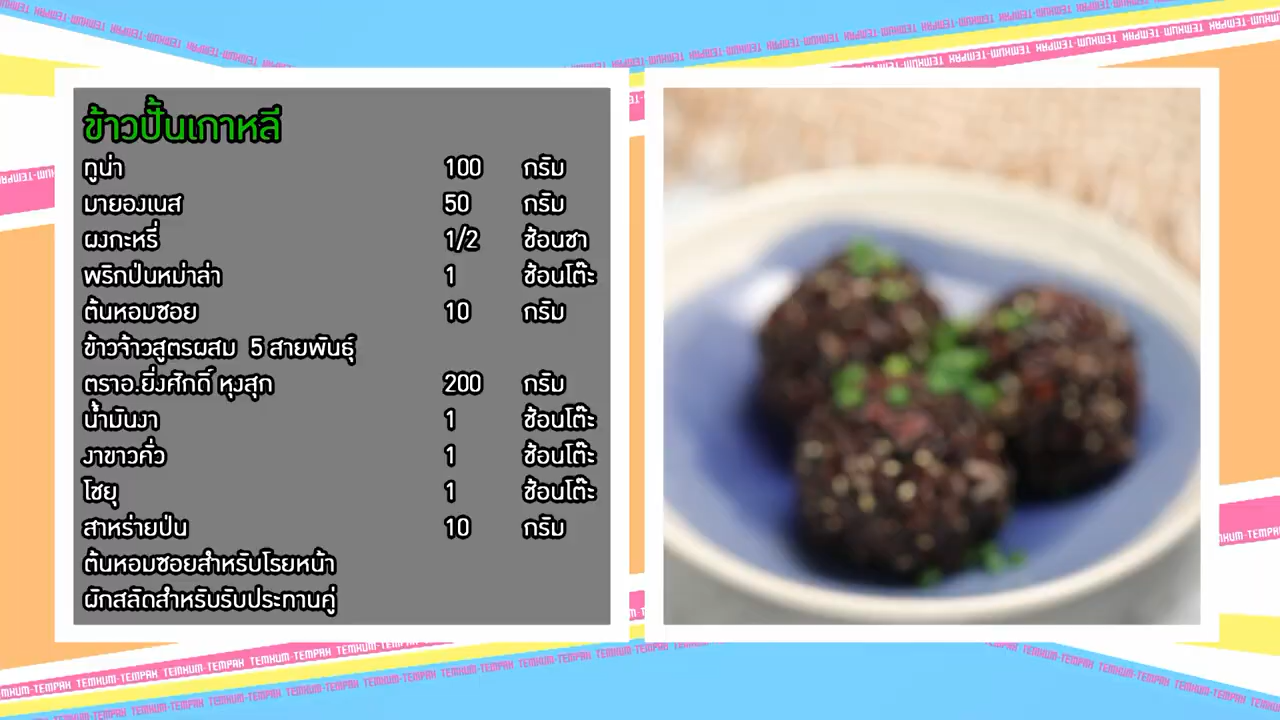 ข้าวปั้นเกาหลี
ทูน่า 100 กรัม
มายองเนส 50 กรัม
ผงกะหรี่ 1/2 ช้อนชา
พริกป่นหม่าล่า 1 ช้อนโต๊ะ
ต้นหอมซอย 10 กรัม
ข้าวจ้าวสูตรผสม 5 สายพันธุ์
ตราอ.ยิ่งศักดิ์ หุงสุก 200 กรัม
น้ำมันงา 1 ช้อนโต๊ะ
งาขาวคั่ว 1 ช้อนโต๊ะ
โชยุ 1 ช้อนโต๊ะ
สาหร่ายป่น 10 กรัม
ต้นหอมซอยสำหรับโรยหน้า
ผักสลัดสำหรับรับประทานคู่
TEMHUM-TEMPAH TEMHUM-TEMPAH TEMHUM-TEMPAH